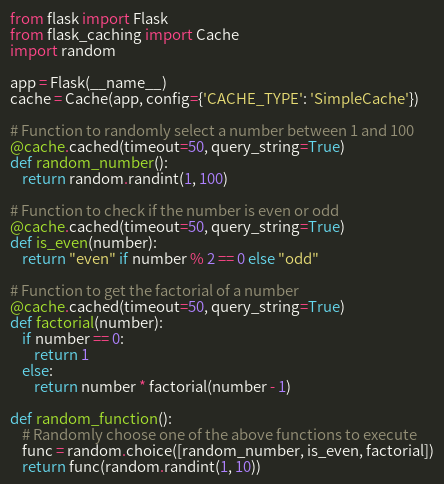 from flask import Flask
from flask_caching import Cache
import random

app = Flask(__name__)
cache = Cache(app, config={'CACHE_TYPE': 'SimpleCache'})

# Function to randomly select a number between 1 and 100
@cache.cached(timeout=50, query_string=True)
def random_number():
    return random.randint(1, 100)

# Function to check if the number is even or odd
@cache.cached(timeout=50, query_string=True)
def is_even(number):
    return "even" if number % 2 == 0 else "odd"

# Function to get the factorial of a number
@cache.cached(timeout=50, query_string=True)
def factorial(number):
    if number == 0:
        return 1
    else:
        return number * factorial(number - 1)

def random_function():
    # Randomly choose one of the above functions to execute
    func = random.choice([random_number, is_even, factorial])
    return func(random.randint(1, 10))